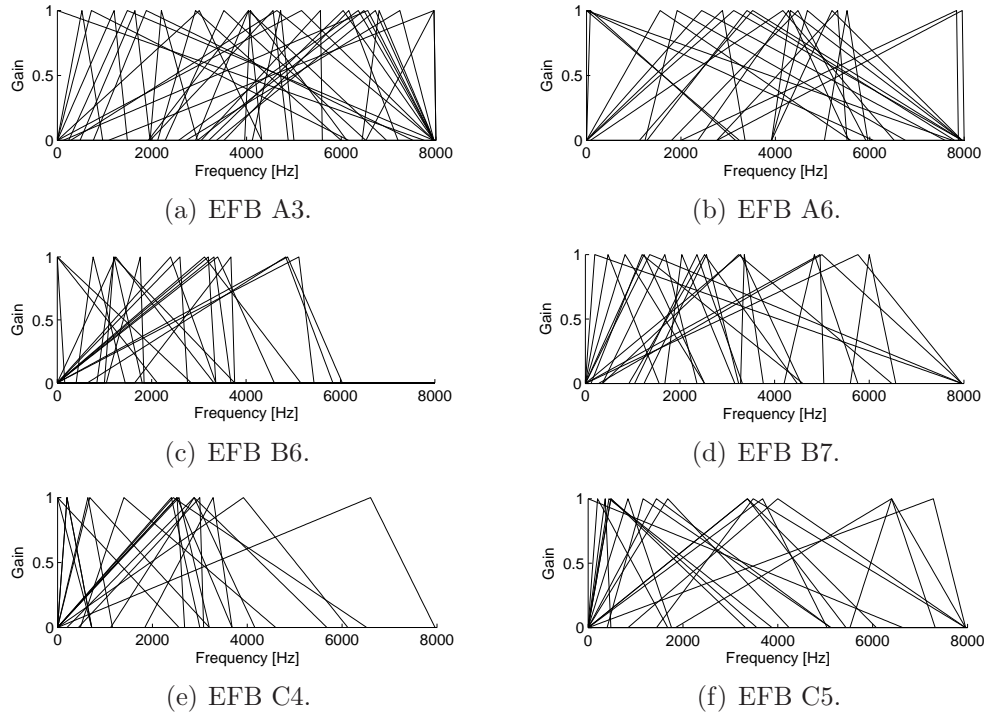 1
0.5
0
Gain
0 2000 4000 6000 8000
Frequency [Hz]
(a) EFB A3.
1
0.5
0
Gain
0 2000 4000 6000 8000
Frequency [Hz]
(b) EFB A6.
1
0.5
0
Gain
0 2000 4000 6000 8000
Frequency [Hz]
(c) EFB B6.
1
0.5
0
Gain
0 2000 4000 6000 8000
Frequency [Hz]
(d) EFB B7.
1
0.5
0
Gain
0 2000 4000 6000 8000
Frequency [Hz]
(e) EFB C4.
1
0.5
0
Gain
0 2000 4000 6000 8000
Frequency [Hz]
(f) EFB C5.